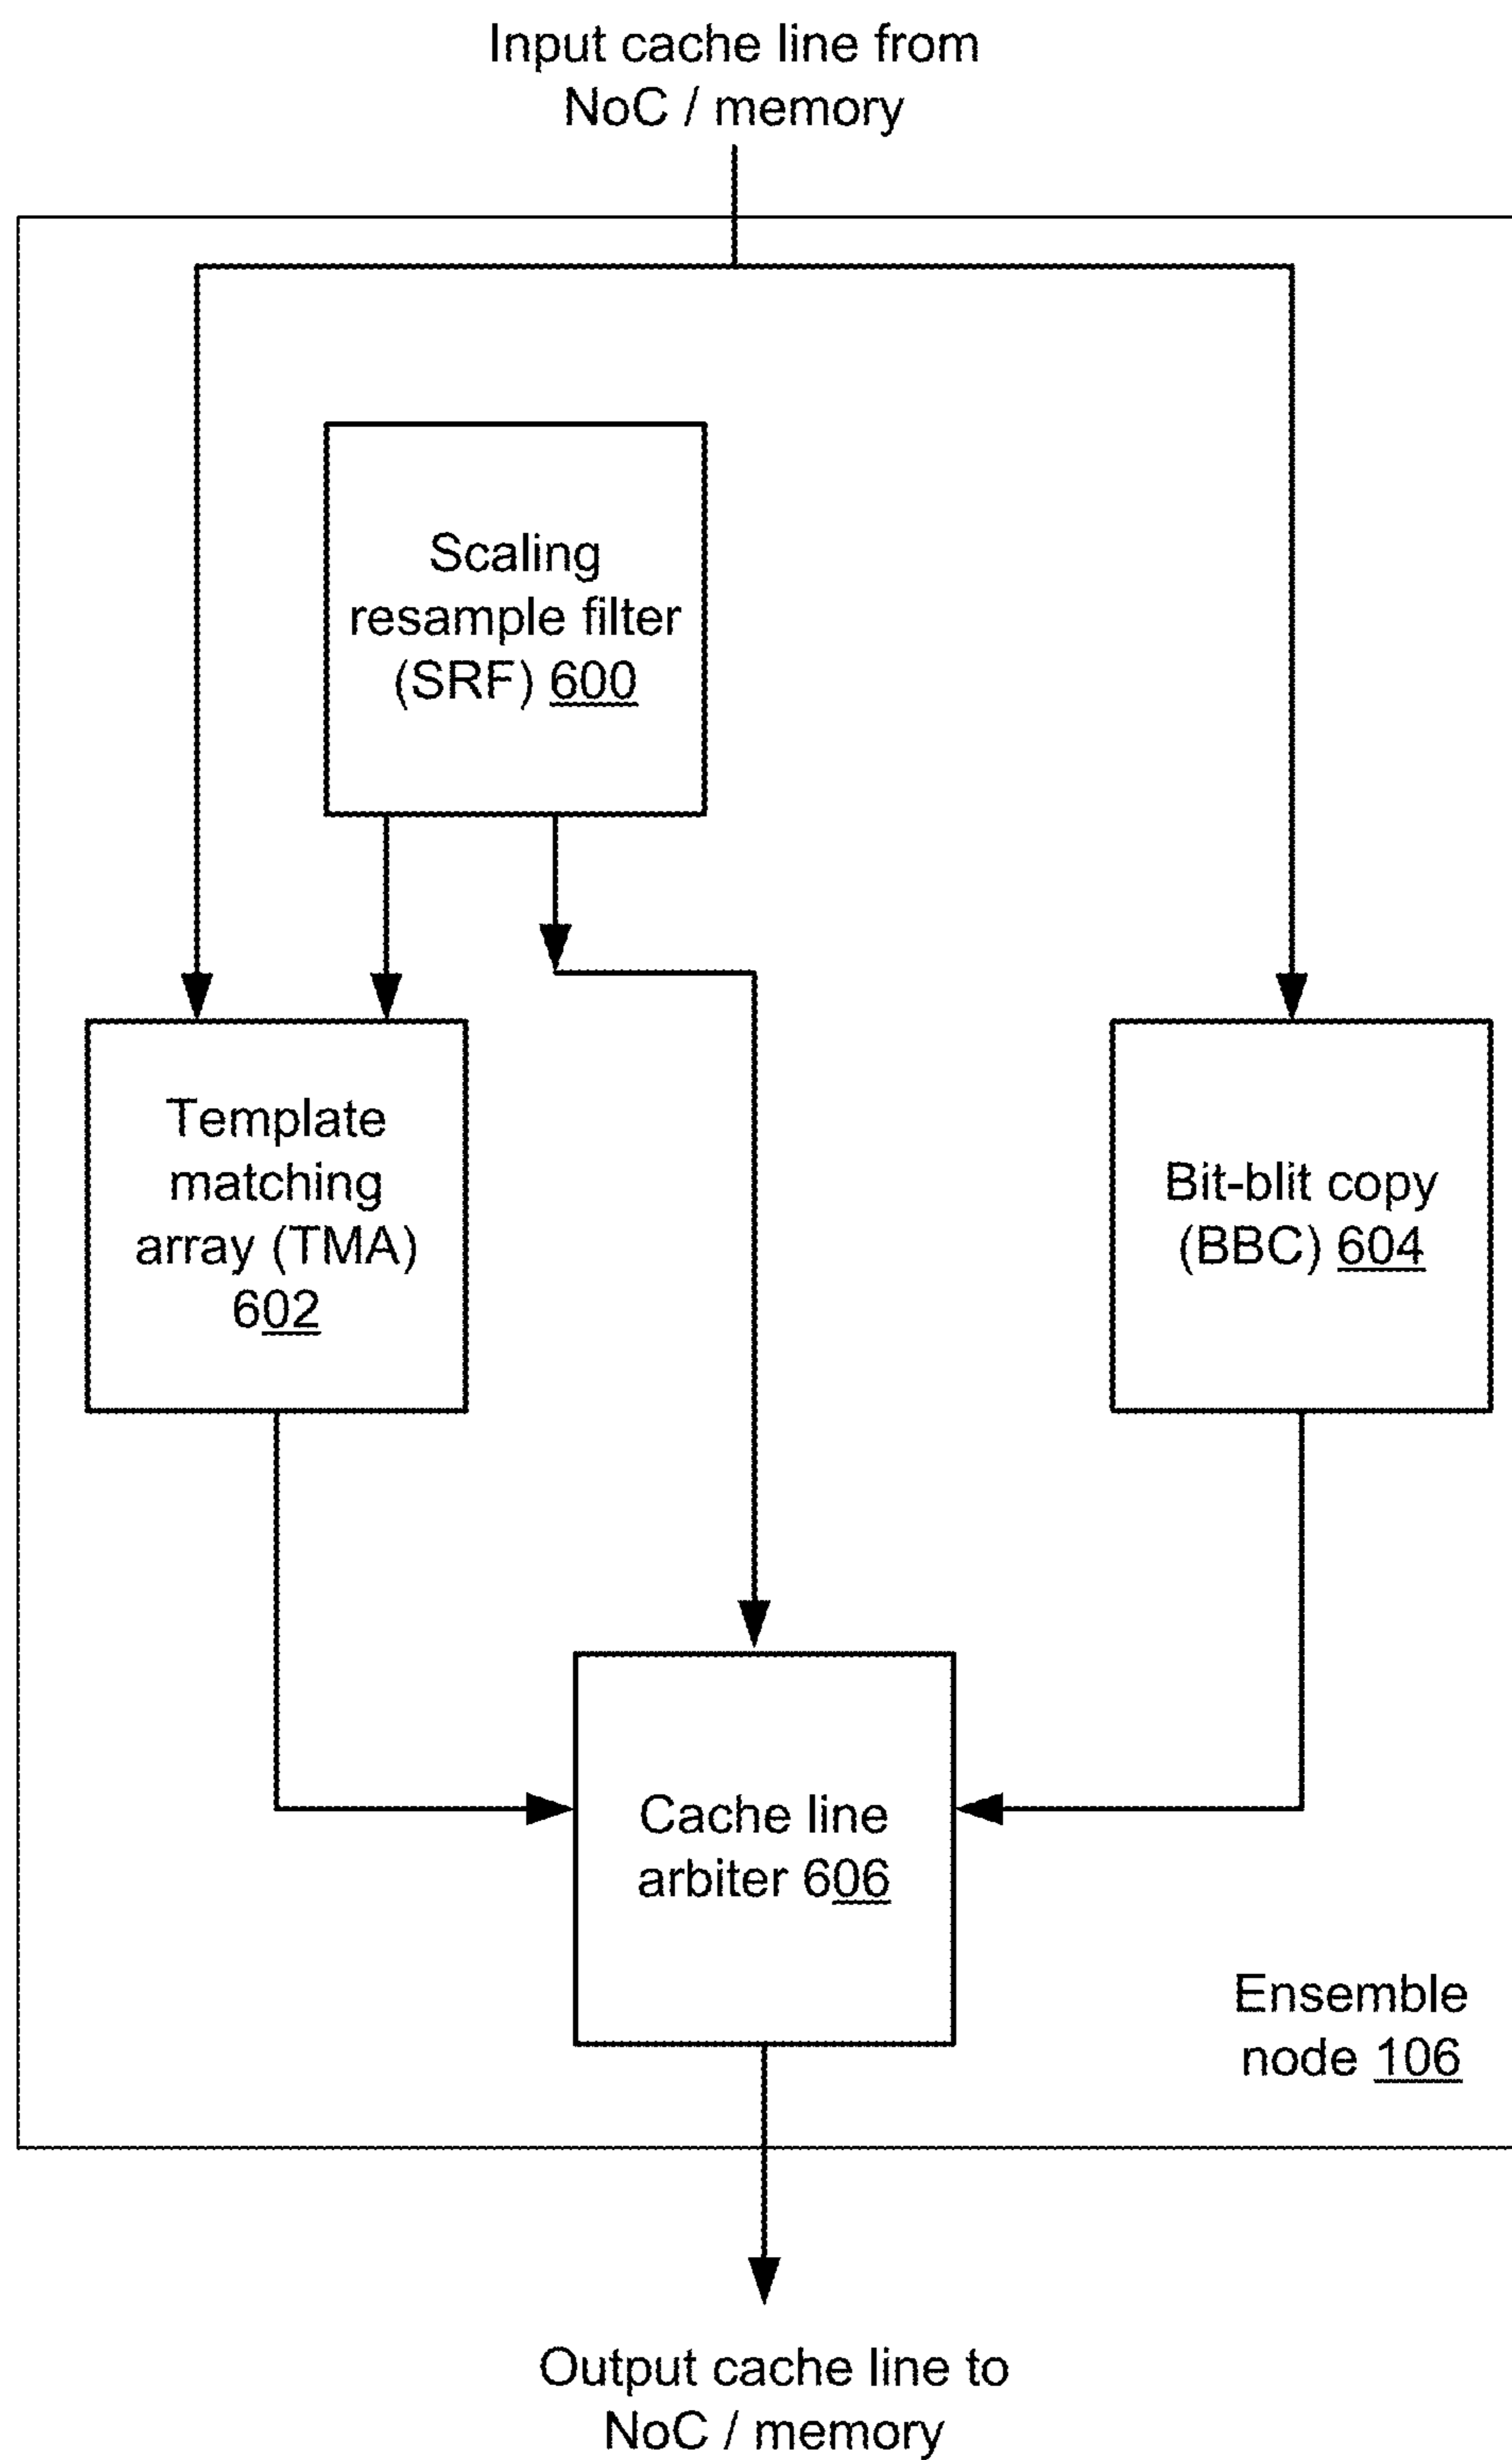 Input cache line from
NoC / memory
Scaling
resample filter
(SRF) 600
Template
matching
array (TMA)
602
Bit-blit copy
(BBC) 604
Cache line
arbiter 606
Ensemble
node 106
Output cache line to
NoC / memory